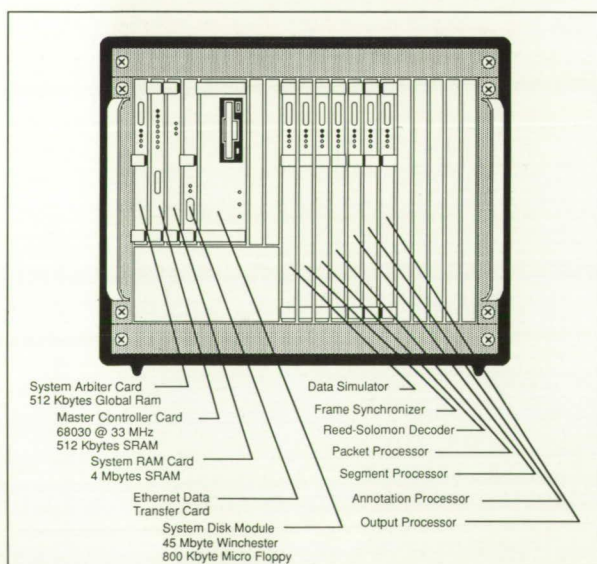 System Arbiter Card
512 Kbytes Global Ram
Master Controller Card
68030 @ 33 MHz
512 Kbytes SRAM
System RAM Card
4 Mbytes SRAM
Ethernet Data
Transfer Card
System Disk Module
45 Mbyte Winchester
800 Kbyte Micro Floppy
Data Simulator
Frame Synchronizer
Reed-Solomon Decoder
Packet Processor
Segment Processor
Annotation Processor
Output Processor